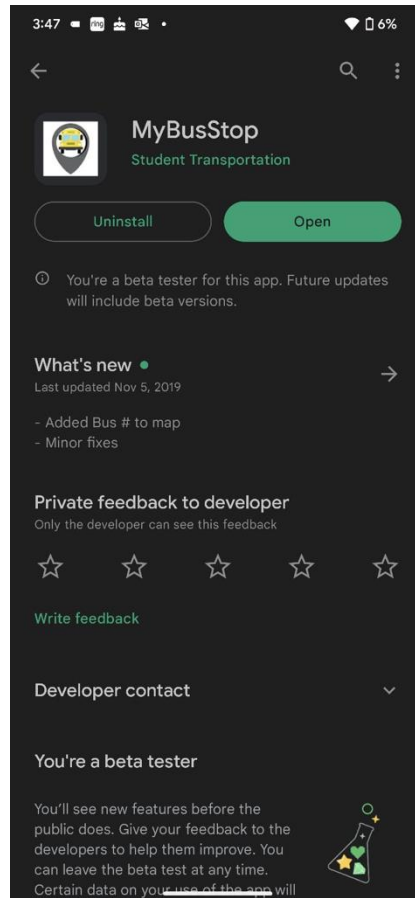 3:47
ring
6%
MyBusStop
Student Transportation
Uninstall
Open
You're a beta tester for this app. Future updates
will include beta versions.
What's new
Last updated Nov 5, 2019
- Added Bus # to map
- Minor fixes
Private feedback to developer
Only the developer can see this feedback
Write feedback
Developer contact
You're a beta tester
You'll see new features before the
public does. Give your feedback to the
developers to help them improve. You
can leave the beta test at any time.
Certain data on your use of the app will